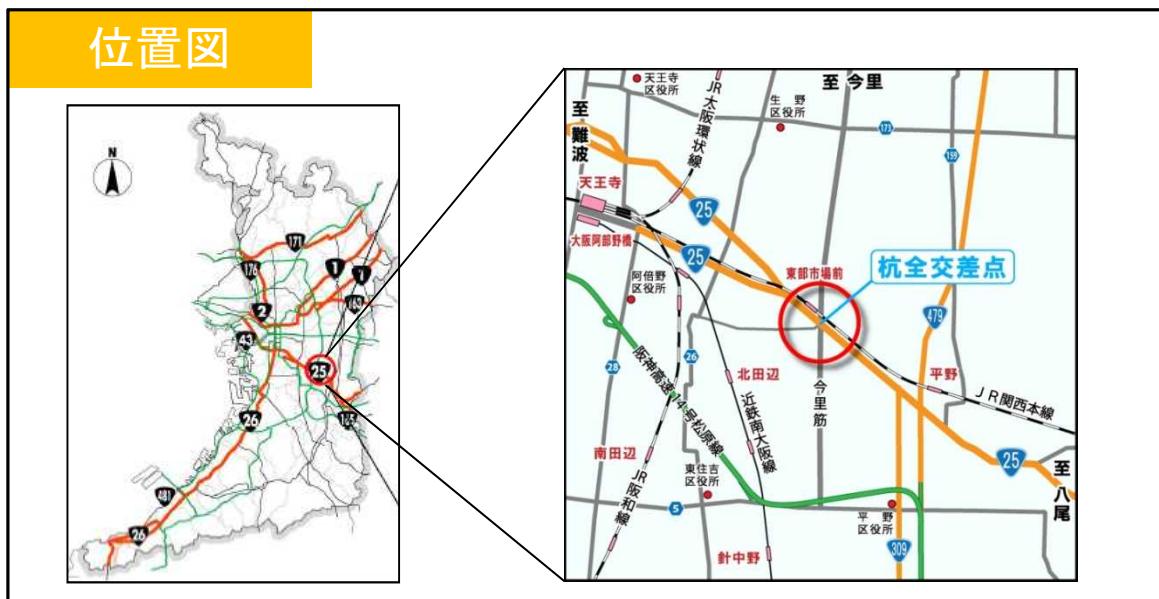 位置図
N
171
176
1
1
163
2
43
25
26
165
481
26
至 今里
天王寺
区役所
JR大阪環状線
生 野
区役所
至 難波
173
159
天王寺
25
大阪阿部野橋
25
東部市場前
杭全交差点
阿倍野
区役所
479
28
26
阪神高速14号松原線
北田辺
平野
今里筋
JR関西本線
近鉄南大阪線
南田辺
JR阪和線
25
至 八尾
東住吉
区役所
5
平 野
区役所
309
針中野